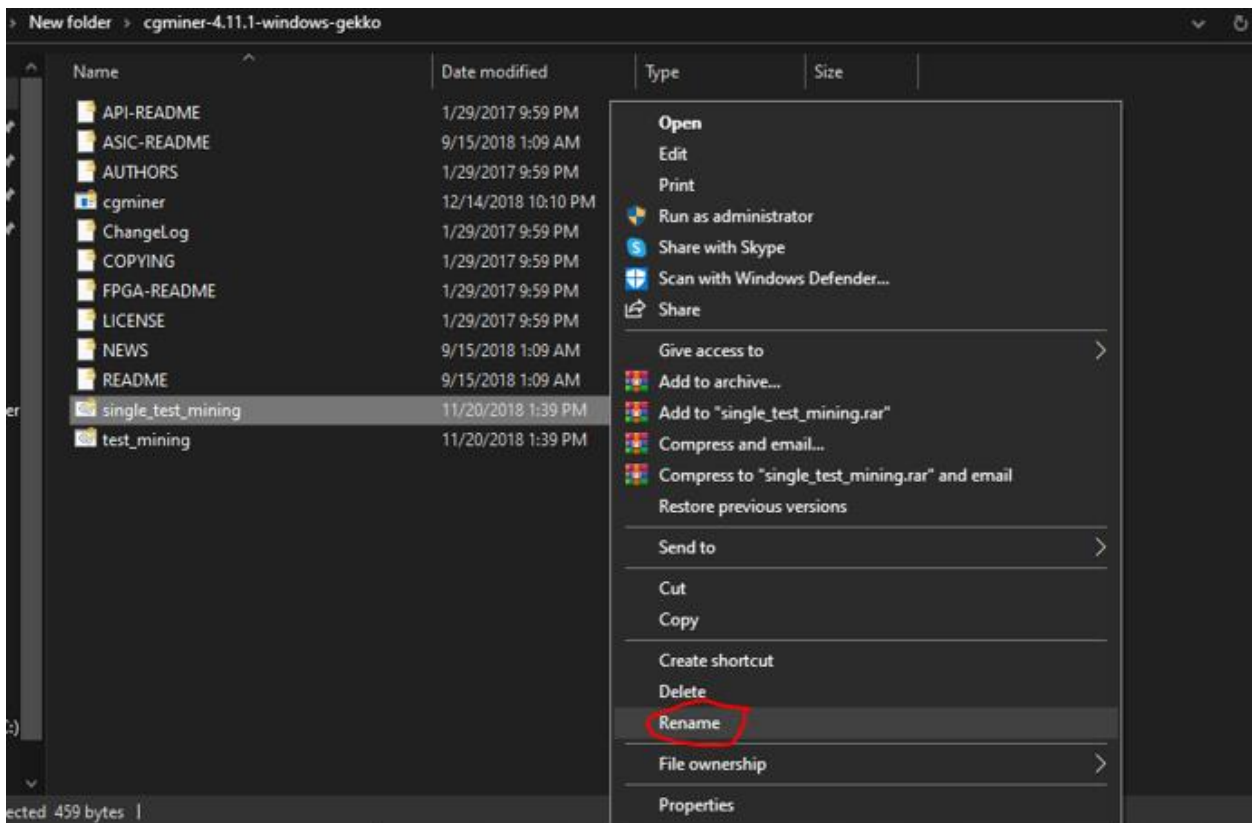 New folder › cgminer-4.11.1-windows-gekko
Name Date modified Type Size
API-README 1/29/2017 9:59 PM
ASIC-README 9/15/2018 1:09 AM
AUTHORS 1/29/2017 9:59 PM
cgminer 12/14/2018 10:10 PM
ChangeLog 1/29/2017 9:59 PM
COPYING 1/29/2017 9:59 PM
FPGA-README 1/29/2017 9:59 PM
LICENSE 1/29/2017 9:59 PM
NEWS 9/15/2018 1:09 AM
README 9/15/2018 1:09 AM
single_test_mining 11/20/2018 1:39 PM
test_mining 11/20/2018 1:39 PM
Open
Edit
Print
Run as administrator
Share with Skype
Scan with Windows Defender...
Share
Give access to
Add to archive...
Add to "single_test_mining.rar"
Compress and email...
Compress to "single_test_mining.rar" and email
Restore previous versions
Send to
Cut
Copy
Create shortcut
Delete
Rename
File ownership
Properties
er
:)
ected 459 bytes